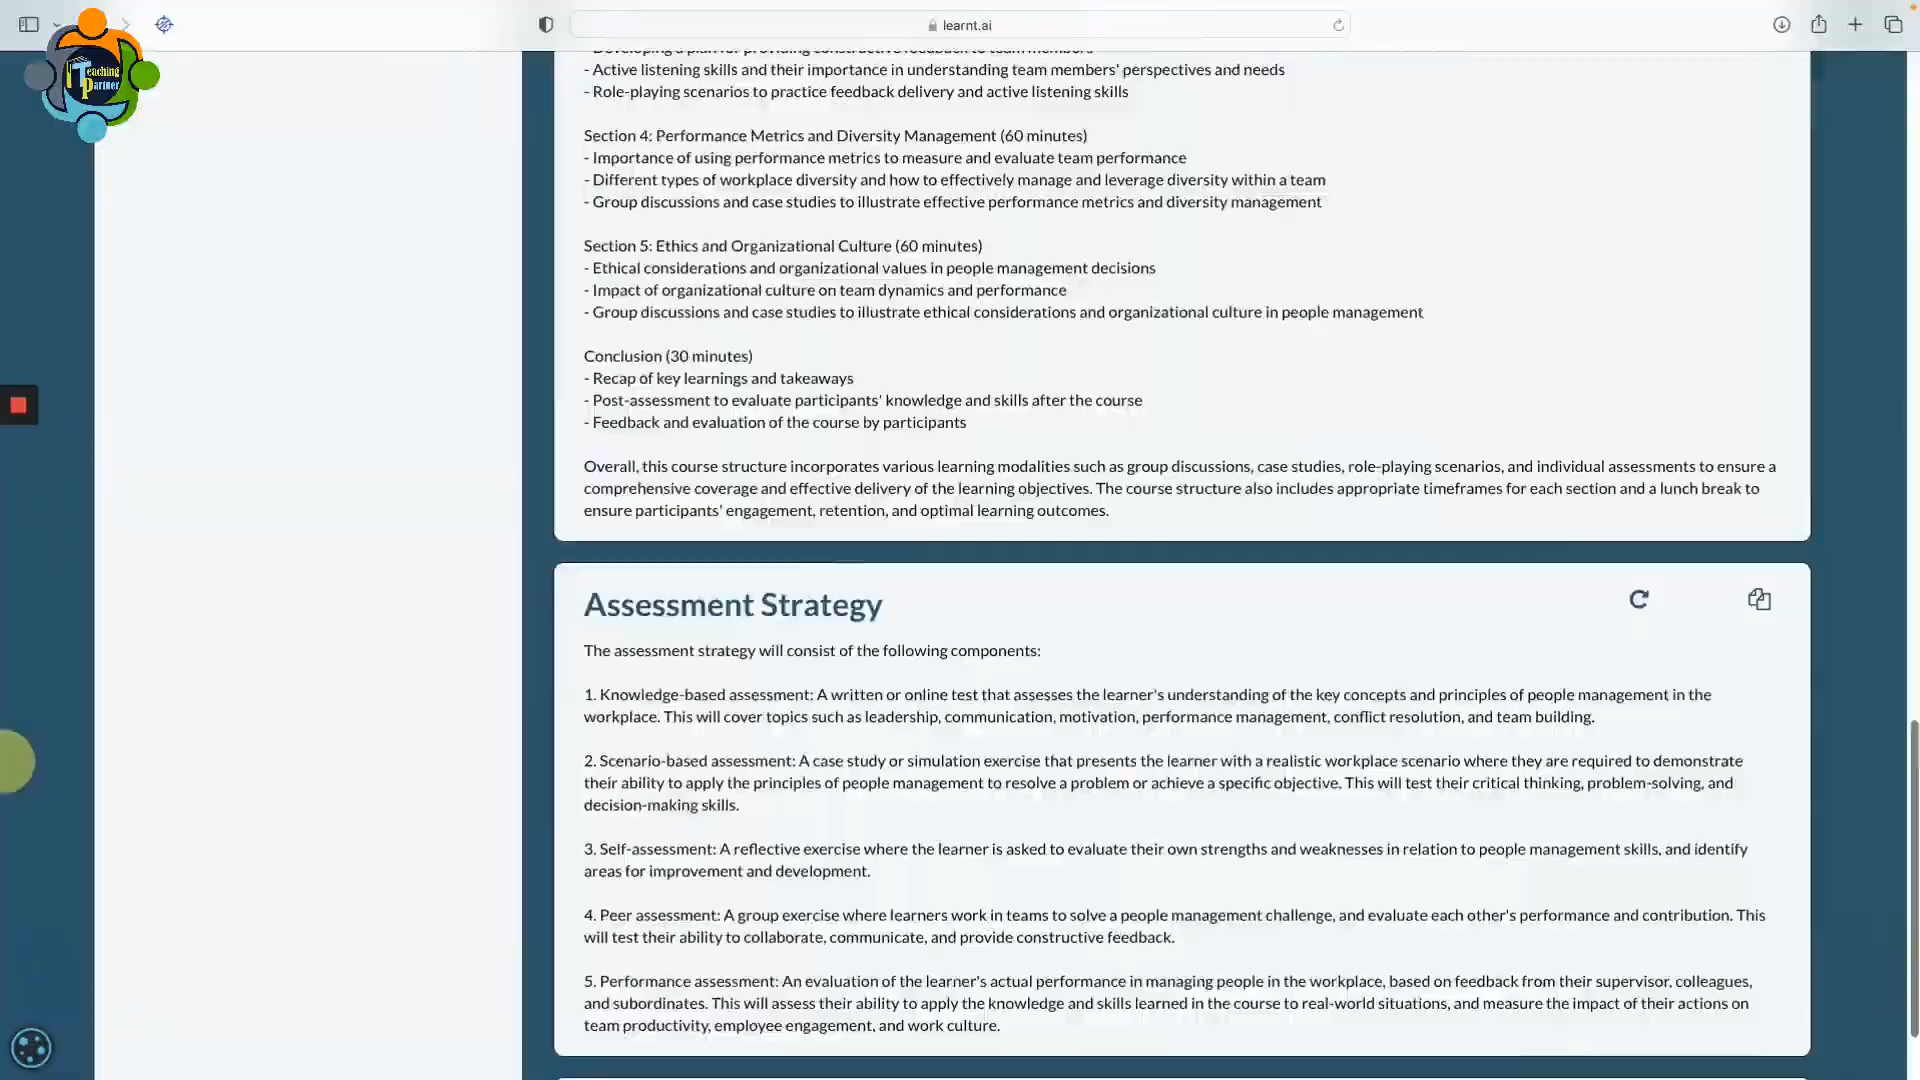 learnt.ai
Teaching
Partner
- Developing a plan for providing constructive feedback to team members
- Active listening skills and their importance in understanding team members' perspectives and needs
- Role-playing scenarios to practice feedback delivery and active listening skills
Section 4: Performance Metrics and Diversity Management (60 minutes)
- Importance of using performance metrics to measure and evaluate team performance
- Different types of workplace diversity and how to effectively manage and leverage diversity within a team
- Group discussions and case studies to illustrate effective performance metrics and diversity management
Section 5: Ethics and Organizational Culture (60 minutes)
- Ethical considerations and organizational values in people management decisions
- Impact of organizational culture on team dynamics and performance
- Group discussions and case studies to illustrate ethical considerations and organizational culture in people management
Conclusion (30 minutes)
- Recap of key learnings and takeaways
- Post-assessment to evaluate participants' knowledge and skills after the course
- Feedback and evaluation of the course by participants
Overall, this course structure incorporates various learning modalities such as group discussions, case studies, role-playing scenarios, and individual assessments to ensure a
comprehensive coverage and effective delivery of the learning objectives. The course structure also includes appropriate timeframes for each section and a lunch break to
ensure participants' engagement, retention, and optimal learning outcomes.
Assessment Strategy
The assessment strategy will consist of the following components:
1. Knowledge-based assessment: A written or online test that assesses the learner's understanding of the key concepts and principles of people management in the
workplace. This will cover topics such as leadership, communication, motivation, performance management, conflict resolution, and team building.
2. Scenario-based assessment: A case study or simulation exercise that presents the learner with a realistic workplace scenario where they are required to demonstrate
their ability to apply the principles of people management to resolve a problem or achieve a specific objective. This will test their critical thinking, problem-solving, and
decision-making skills.
3. Self-assessment: A reflective exercise where the learner is asked to evaluate their own strengths and weaknesses in relation to people management skills, and identify
areas for improvement and development.
4. Peer assessment: A group exercise where learners work in teams to solve a people management challenge, and evaluate each other's performance and contribution. This
will test their ability to collaborate, communicate, and provide constructive feedback.
5. Performance assessment: An evaluation of the learner's actual performance in managing people in the workplace, based on feedback from their supervisor, colleagues,
and subordinates. This will assess their ability to apply the knowledge and skills learned in the course to real-world situations, and measure the impact of their actions on
team productivity, employee engagement, and work culture.